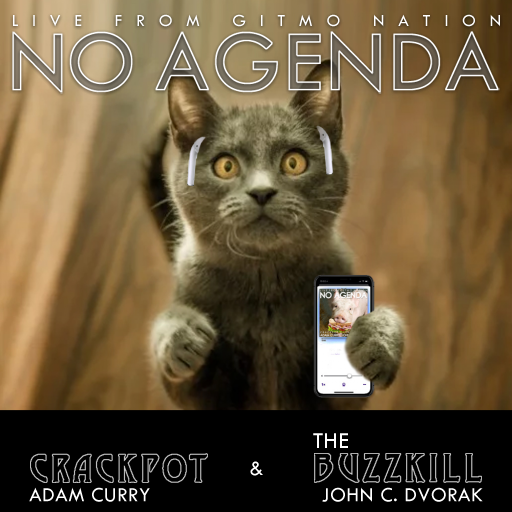 LIVE FROM GITMO NATION
NO AGENDA
NO AGENDA
THE
CRACKPOT & BUZZKILL
ADAM CURRY JOHN C. DVORAK